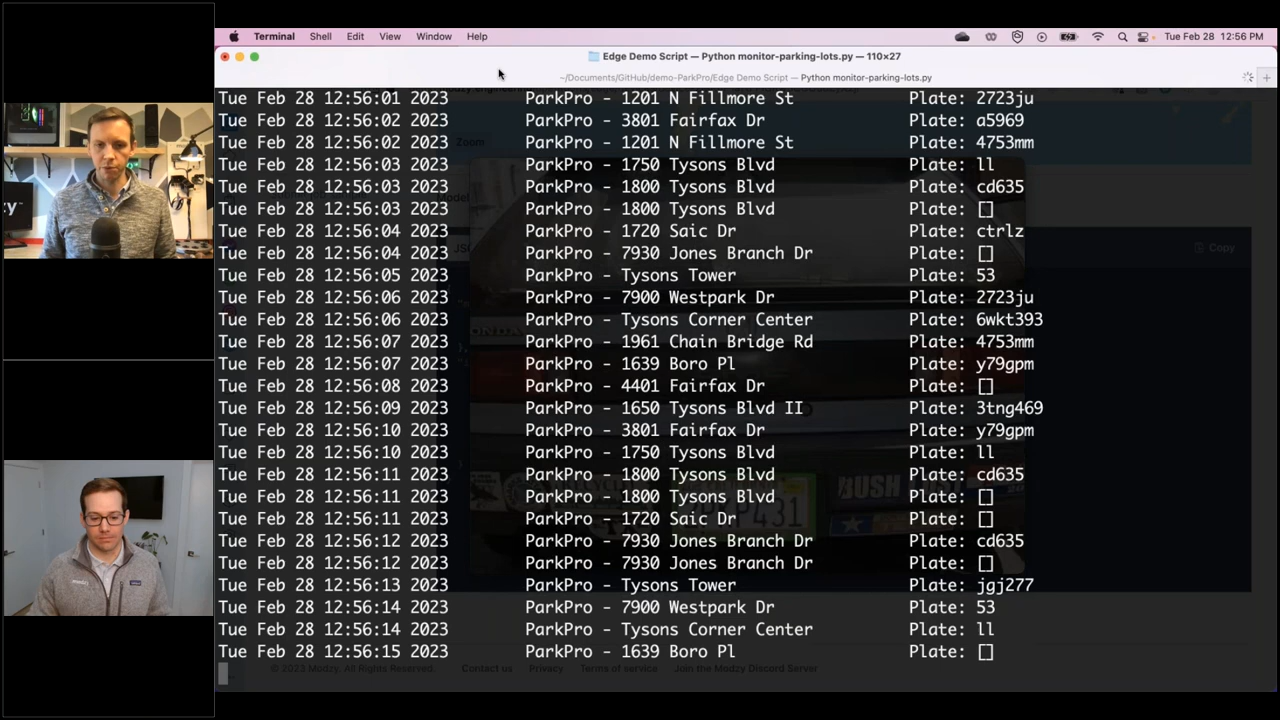 Terminal Shell Edit View Window Help Tue Feb 28 12:56 PM
Edge Demo Script — Python monitor-parking-lots.py — 110×27
~/Documents/GitHub/demo-ParkPro/Edge Demo Script — Python monitor-parking-lots.py
Tue Feb 28 12:56:01 2023 ParkPro - 1201 N Fillmore St Plate: 2723ju
Tue Feb 28 12:56:02 2023 ParkPro - 3801 Fairfax Dr Plate: a5969
Tue Feb 28 12:56:02 2023 ParkPro - 1201 N Fillmore St Plate: 4753mm
Tue Feb 28 12:56:03 2023 ParkPro - 1750 Tysons Blvd Plate: ll
Tue Feb 28 12:56:03 2023 ParkPro - 1800 Tysons Blvd Plate: cd635
Tue Feb 28 12:56:03 2023 ParkPro - 1800 Tysons Blvd Plate: []
Tue Feb 28 12:56:04 2023 ParkPro - 1720 Saic Dr Plate: ctrlz
Tue Feb 28 12:56:04 2023 ParkPro - 7930 Jones Branch Dr Plate: []
Tue Feb 28 12:56:05 2023 ParkPro - Tysons Tower Plate: 53
Tue Feb 28 12:56:06 2023 ParkPro - 7900 Westpark Dr Plate: 2723ju
Tue Feb 28 12:56:06 2023 ParkPro - Tysons Corner Center Plate: 6wkt393
Tue Feb 28 12:56:07 2023 ParkPro - 1961 Chain Bridge Rd Plate: 4753mm
Tue Feb 28 12:56:07 2023 ParkPro - 1639 Boro Pl Plate: y79gpm
Tue Feb 28 12:56:08 2023 ParkPro - 4401 Fairfax Dr Plate: []
Tue Feb 28 12:56:09 2023 ParkPro - 1650 Tysons Blvd II Plate: 3tng469
Tue Feb 28 12:56:10 2023 ParkPro - 3801 Fairfax Dr Plate: y79gpm
Tue Feb 28 12:56:10 2023 ParkPro - 1750 Tysons Blvd Plate: ll
Tue Feb 28 12:56:11 2023 ParkPro - 1800 Tysons Blvd Plate: cd635
Tue Feb 28 12:56:11 2023 ParkPro - 1800 Tysons Blvd Plate: []
Tue Feb 28 12:56:11 2023 ParkPro - 1720 Saic Dr Plate: []
Tue Feb 28 12:56:12 2023 ParkPro - 7930 Jones Branch Dr Plate: cd635
Tue Feb 28 12:56:12 2023 ParkPro - 7930 Jones Branch Dr Plate: []
Tue Feb 28 12:56:13 2023 ParkPro - Tysons Tower Plate: jgj277
Tue Feb 28 12:56:14 2023 ParkPro - 7900 Westpark Dr Plate: 53
Tue Feb 28 12:56:14 2023 ParkPro - Tysons Corner Center Plate: ll
Tue Feb 28 12:56:15 2023 ParkPro - 1639 Boro Pl Plate: []
Zoom
Copy
BUSH
© 2023 Modzy. All Rights Reserved. Contact us Privacy Terms of service Join the Modzy Discord Server